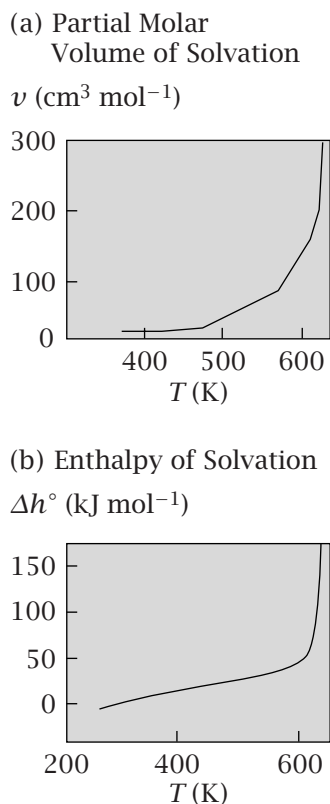 (a) Partial Molar
Volume of Solvation
ν (cm³ mol⁻¹)
300
200
100
0
400 500 600
T (K)
(b) Enthalpy of Solvation
Δh° (kJ mol⁻¹)
150
100
50
0
200 400 600
T (K)